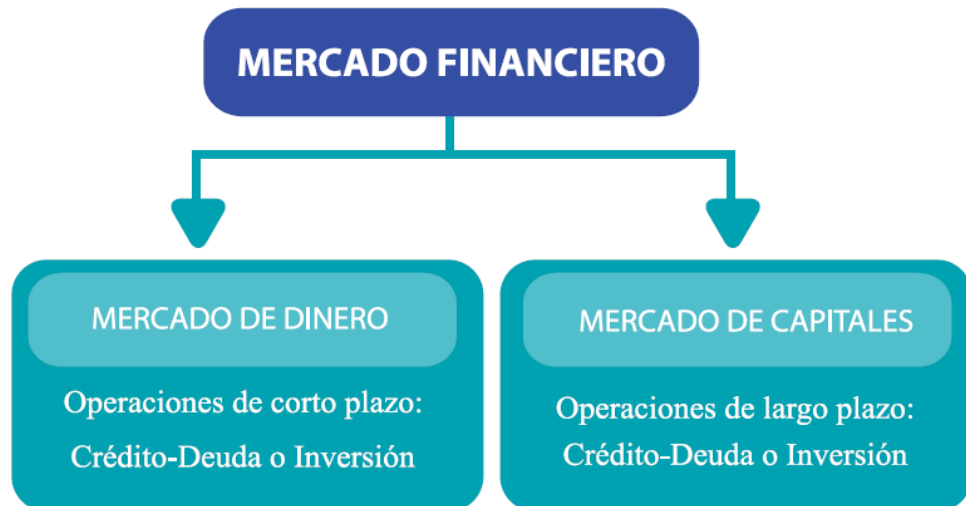 MERCADO FINANCIERO
MERCADO DE DINERO
Operaciones de corto plazo:
Crédito-Deuda o Inversión
MERCADO DE CAPITALES
Operaciones de largo plazo:
Crédito-Deuda o Inversión